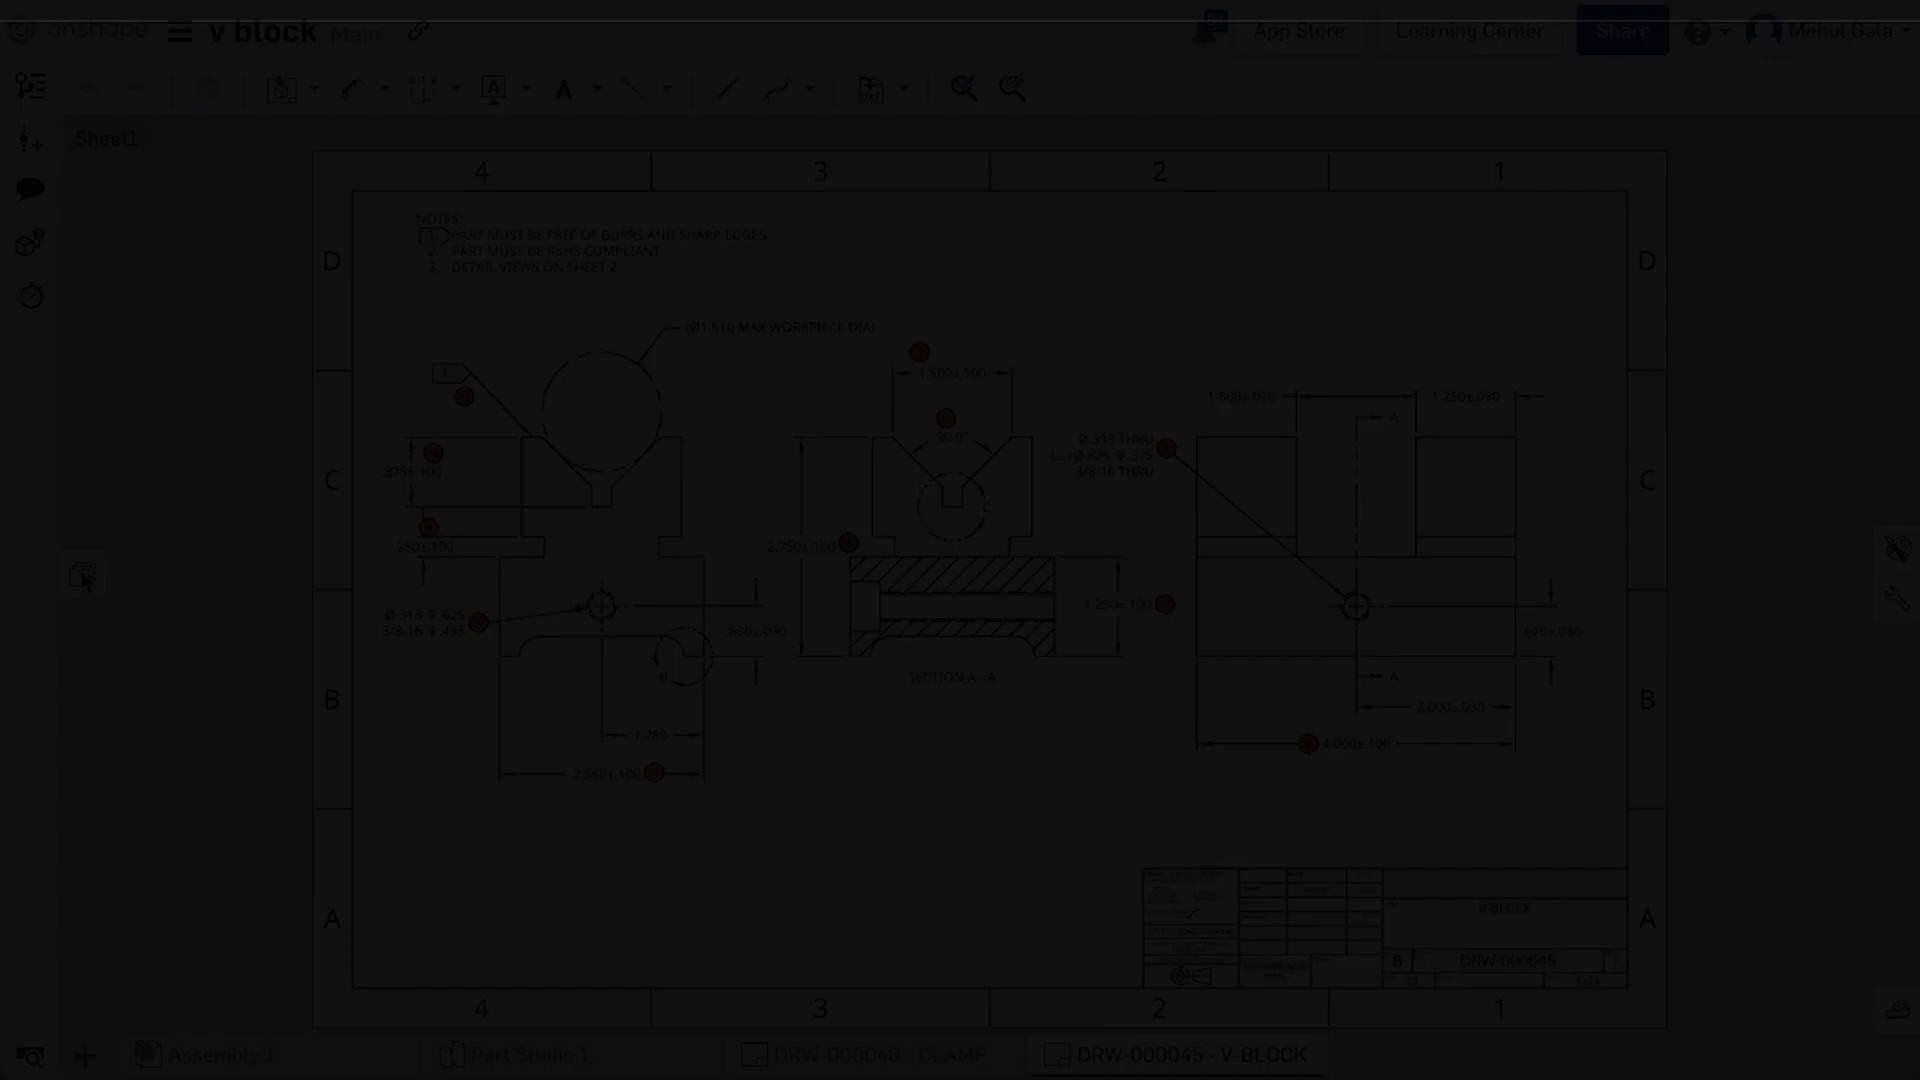 onshape v block Main App Store Learning Center Share Mehul Gala
Sheet1
4 3 2 1
D D
C C
B B
A A
NOTES:
1. PART MUST BE FREE OF BURRS AND SHARP EDGES
2. PART MUST BE RoHS COMPLIANT
3. DETAIL VIEWS ON SHEET 2
(Ø1.510 MAX WORKPIECE DIA)
1
.875±.100
.250±.100
Ø.313 ↧.625
3/8-16 ↧.438
.630±.030
B
1.280
2.560±.100
1.500±.100
90.0°
C
2.750±.100
1.250±.100
SECTION A - A
1.500±.030
1.250±.030
A
Ø.313 THRU
⌴Ø.625 ↧.375
3/8-16 THRU
.625±.030
A
2.000±.030
4.000±.100
V-BLOCK
B DRW-000045
4 3 2 1
Assembly 1 Part Studio 1 DRW-000046 - CLAMP DRW-000045 - V-BLOCK